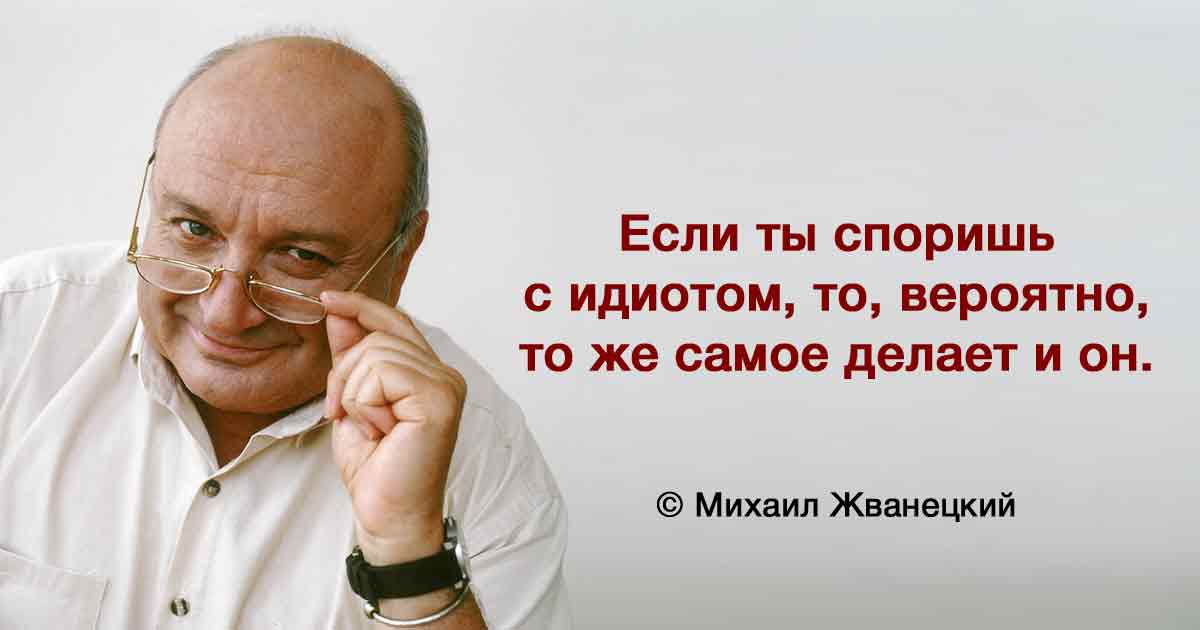 Если ты споришь
с идиотом, то, вероятно,
то же самое делает и он.
© Михаил Жванецкий